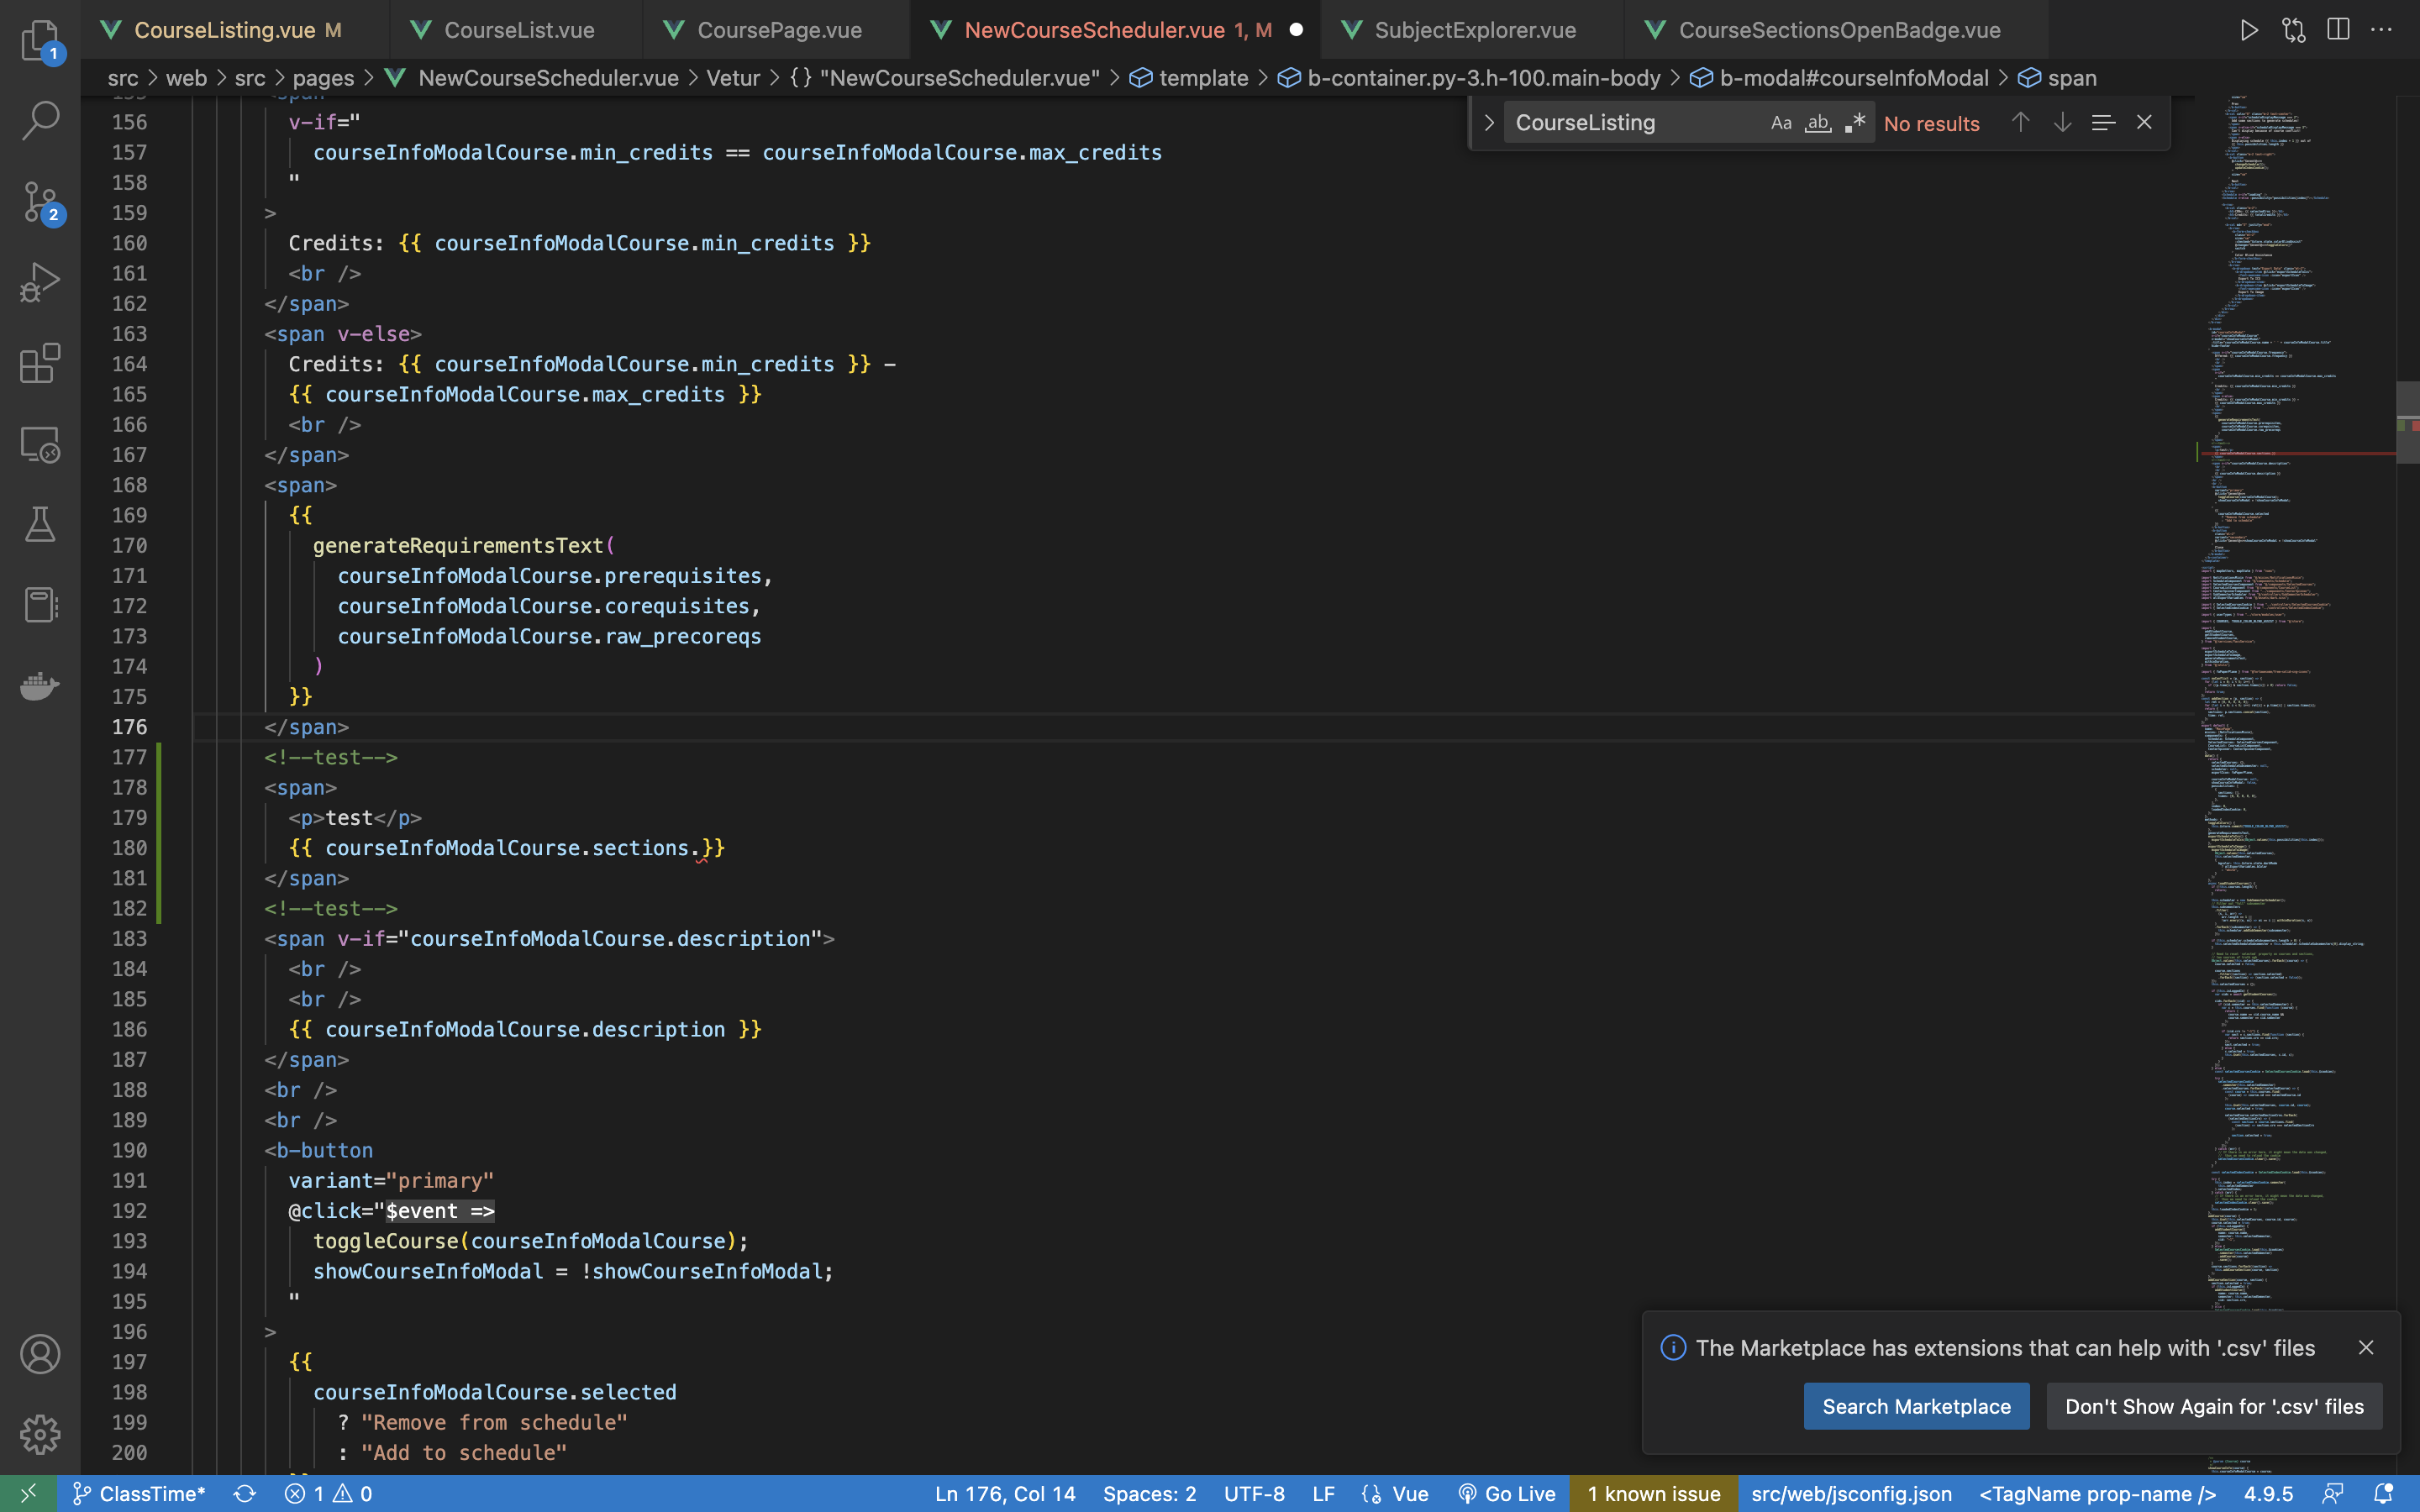 CourseListing.vue M
CourseList.vue
CoursePage.vue
NewCourseScheduler.vue 1, M
SubjectExplorer.vue
CourseSectionsOpenBadge.vue
src > web > src > pages > NewCourseScheduler.vue > Vetur > {} "NewCourseScheduler.vue" > template > b-container.py-3.h-100.main-body > b-modal#courseInfoModal > span
CourseListing Aa ab .* No results
1
2
156 v-if="
157 courseInfoModalCourse.min_credits == courseInfoModalCourse.max_credits
158 "
159 >
160 Credits: {{ courseInfoModalCourse.min_credits }}
161 <br />
162 </span>
163 <span v-else>
164 Credits: {{ courseInfoModalCourse.min_credits }} -
165 {{ courseInfoModalCourse.max_credits }}
166 <br />
167 </span>
168 <span>
169 {{
170 generateRequirementsText(
171 courseInfoModalCourse.prerequisites,
172 courseInfoModalCourse.corequisites,
173 courseInfoModalCourse.raw_precoreqs
174 )
175 }}
176 </span>
177 <!--test-->
178 <span>
179 <p>test</p>
180 {{ courseInfoModalCourse.sections.}}
181 </span>
182 <!--test-->
183 <span v-if="courseInfoModalCourse.description">
184 <br />
185 <br />
186 {{ courseInfoModalCourse.description }}
187 </span>
188 <br />
189 <br />
190 <b-button
191 variant="primary"
192 @click="$event =>
193 toggleCourse(courseInfoModalCourse);
194 showCourseInfoModal = !showCourseInfoModal;
195 "
196 >
197 {{
198 courseInfoModalCourse.selected
199 ? "Remove from schedule"
200 : "Add to schedule"
The Marketplace has extensions that can help with '.csv' files
Search Marketplace
Don't Show Again for '.csv' files
ClassTime* 1 0 Ln 176, Col 14 Spaces: 2 UTF-8 LF Vue Go Live 1 known issue src/web/jsconfig.json <TagName prop-name /> 4.9.5